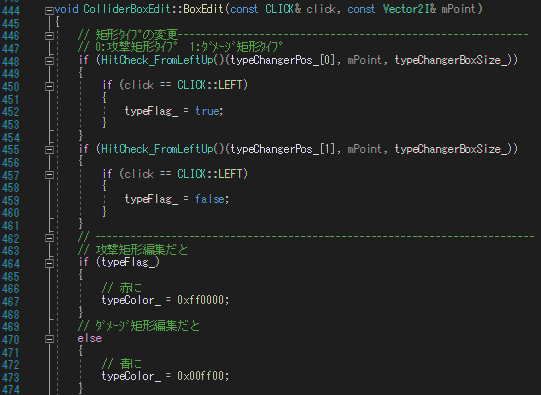 444 void ColliderBoxEdit::BoxEdit(const CLICK& click, const Vector2I& mPoint)
445 {
446 // 矩形ﾀｲﾌﾟの変更------------------------------------------------------------
447 // 0:攻撃矩形ﾀｲﾌﾟ 1:ﾀﾞﾒｰｼﾞ矩形ﾀｲﾌﾟ
448 if (HitCheck_FromLeftUp()(typeChangerPos_[0], mPoint, typeChangerBoxSize_))
449 {
450 if (click == CLICK::LEFT)
451 {
452 typeFlag_ = true;
453 }
454 }
455 if (HitCheck_FromLeftUp()(typeChangerPos_[1], mPoint, typeChangerBoxSize_))
456 {
457 if (click == CLICK::LEFT)
458 {
459 typeFlag_ = false;
460 }
461 }
462 // --------------------------------------------------------------------------
463 // 攻撃矩形編集だと
464 if (typeFlag_)
465 {
466 // 赤に
467 typeColor_ = 0xff0000;
468 }
469 // ﾀﾞﾒｰｼﾞ矩形編集だと
470 else
471 {
472 // 青に
473 typeColor_ = 0x00ff00;
474 }